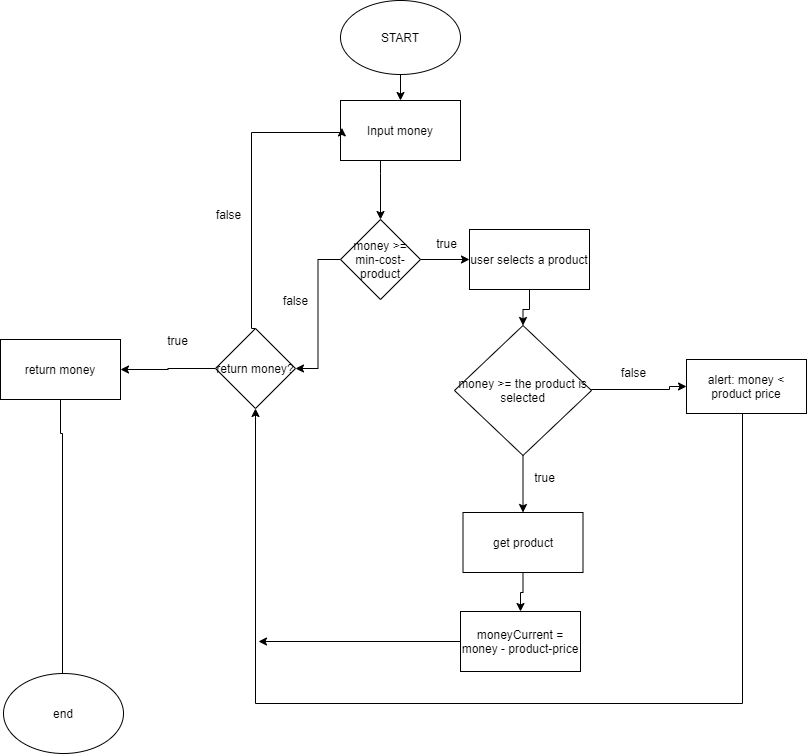 START
Input money
false
money >=
min-cost-
product
true
user selects a product
false
true
return money
return money?
money >= the product is
selected
false
alert: money <
product price
true
get product
moneyCurrent =
money - product-price
end